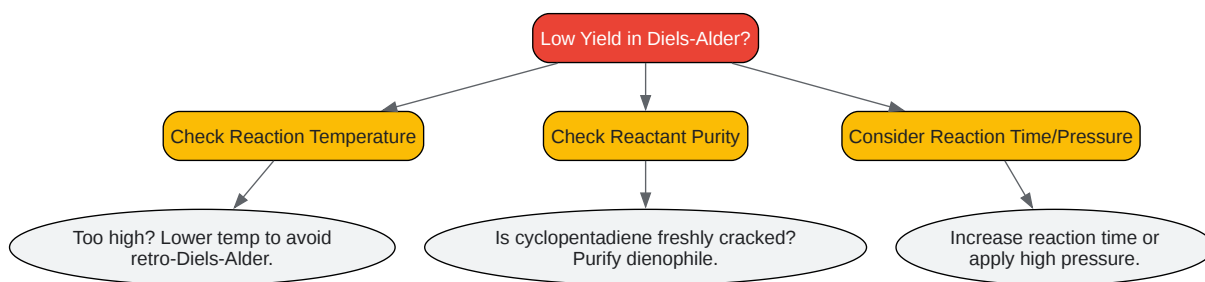 Low Yield in Diels-Alder?
Check Reaction Temperature
Check Reactant Purity
Consider Reaction Time/Pressure
Too high? Lower temp to avoid
retro-Diels-Alder.
Is cyclopentadiene freshly cracked?
Purify dienophile.
Increase reaction time or
apply high pressure.